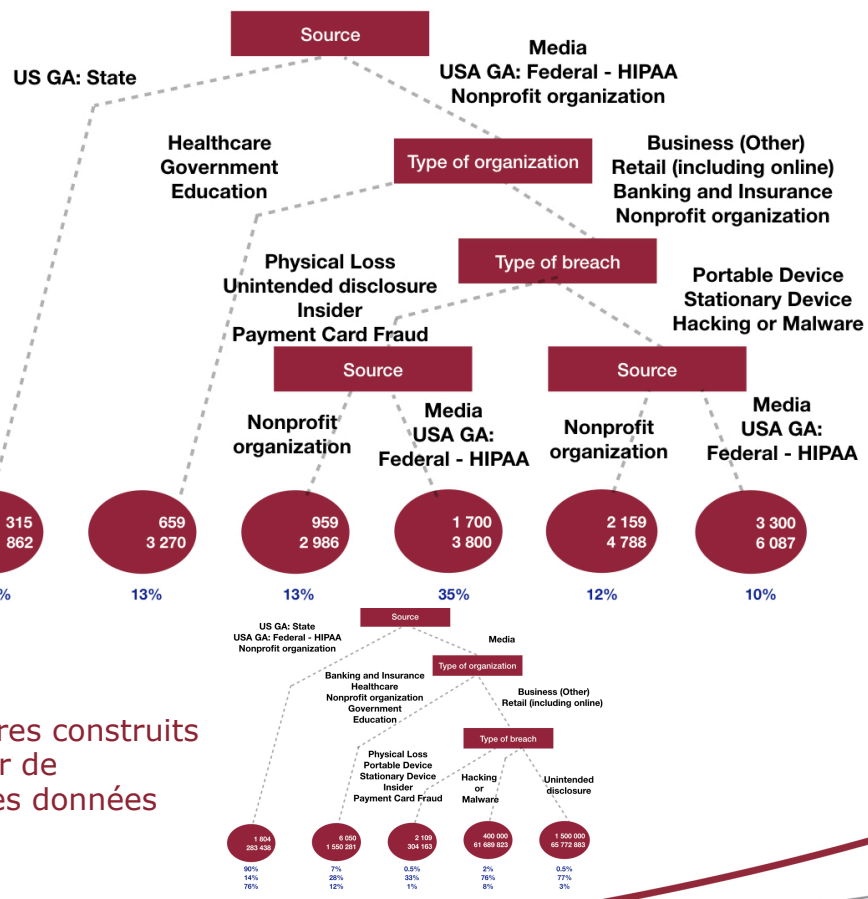 Source
US GA: State
Media
USA GA: Federal - HIPAA
Nonprofit organization
Healthcare
Government
Education
Type of organization
Business (Other)
Retail (including online)
Banking and Insurance
Nonprofit organization
Physical Loss
Unintended disclosure
Insider
Payment Card Fraud
Type of breach
Portable Device
Stationary Device
Hacking or Malware
Source
Source
Nonprofit
organization
Media
USA GA:
Federal - HIPAA
Nonprofit
organization
Media
USA GA:
Federal - HIPAA
315
862
659
3 270
959
2 986
1 700
3 800
2 159
4 788
3 300
6 087
%
13%
13%
35%
12%
10%
Source
US GA: State
USA GA: Federal - HIPAA
Nonprofit organization
Media
Type of organization
Banking and Insurance
Healthcare
Nonprofit organization
Government
Education
Business (Other)
Retail (including online)
Type of breach
Physical Loss
Portable Device
Stationary Device
Insider
Payment Card Fraud
Hacking
or
Malware
Unintended
disclosure
1 804
283 438
6 050
1 550 281
2 109
304 163
400 000
61 689 823
1 500 000
65 772 883
90%
14%
76%
7%
28%
12%
0.5%
33%
1%
2%
76%
8%
0.5%
77%
3%
res construits
r de
es données